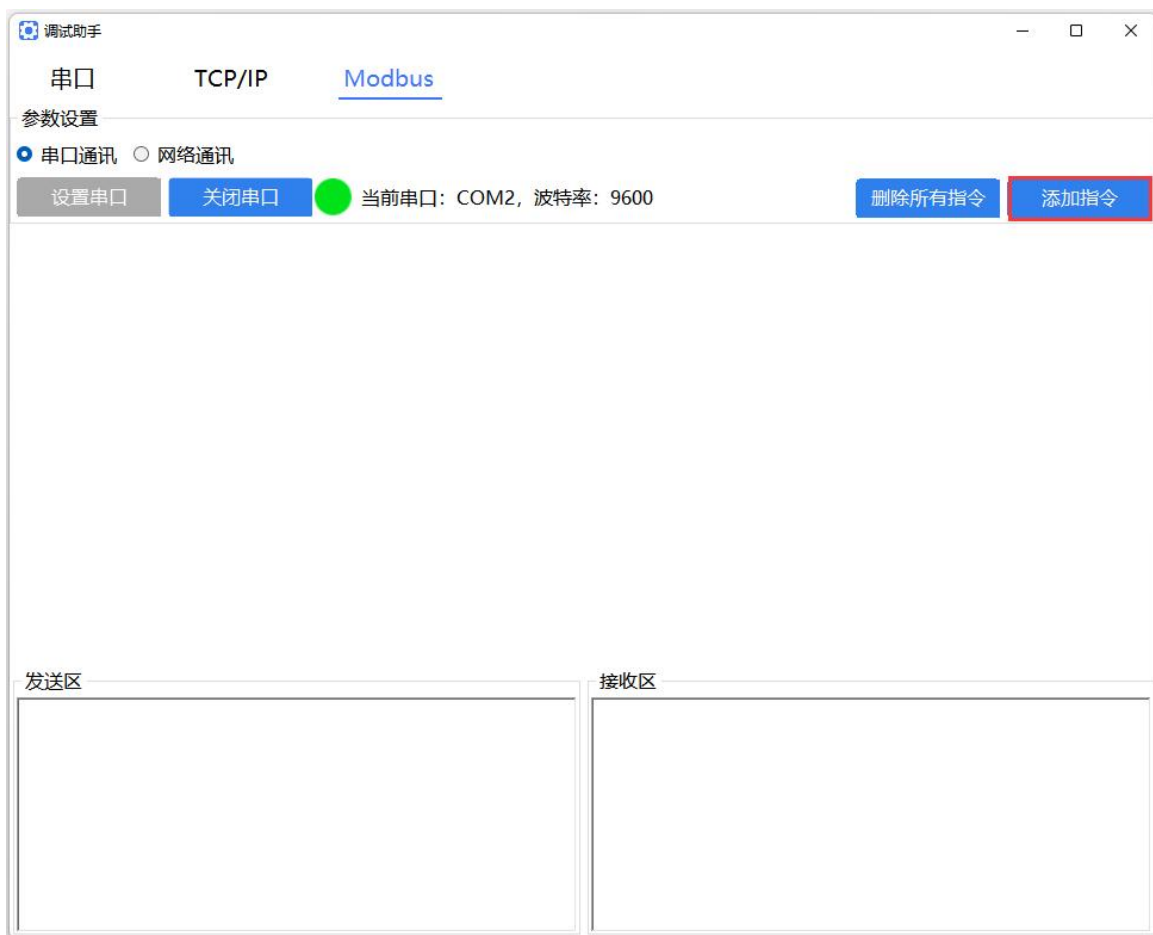 调试助手
串口 TCP/IP Modbus
参数设置
串口通讯 网络通讯
设置串口 关闭串口 当前串口：COM2，波特率：9600 删除所有指令 添加指令
发送区 接收区